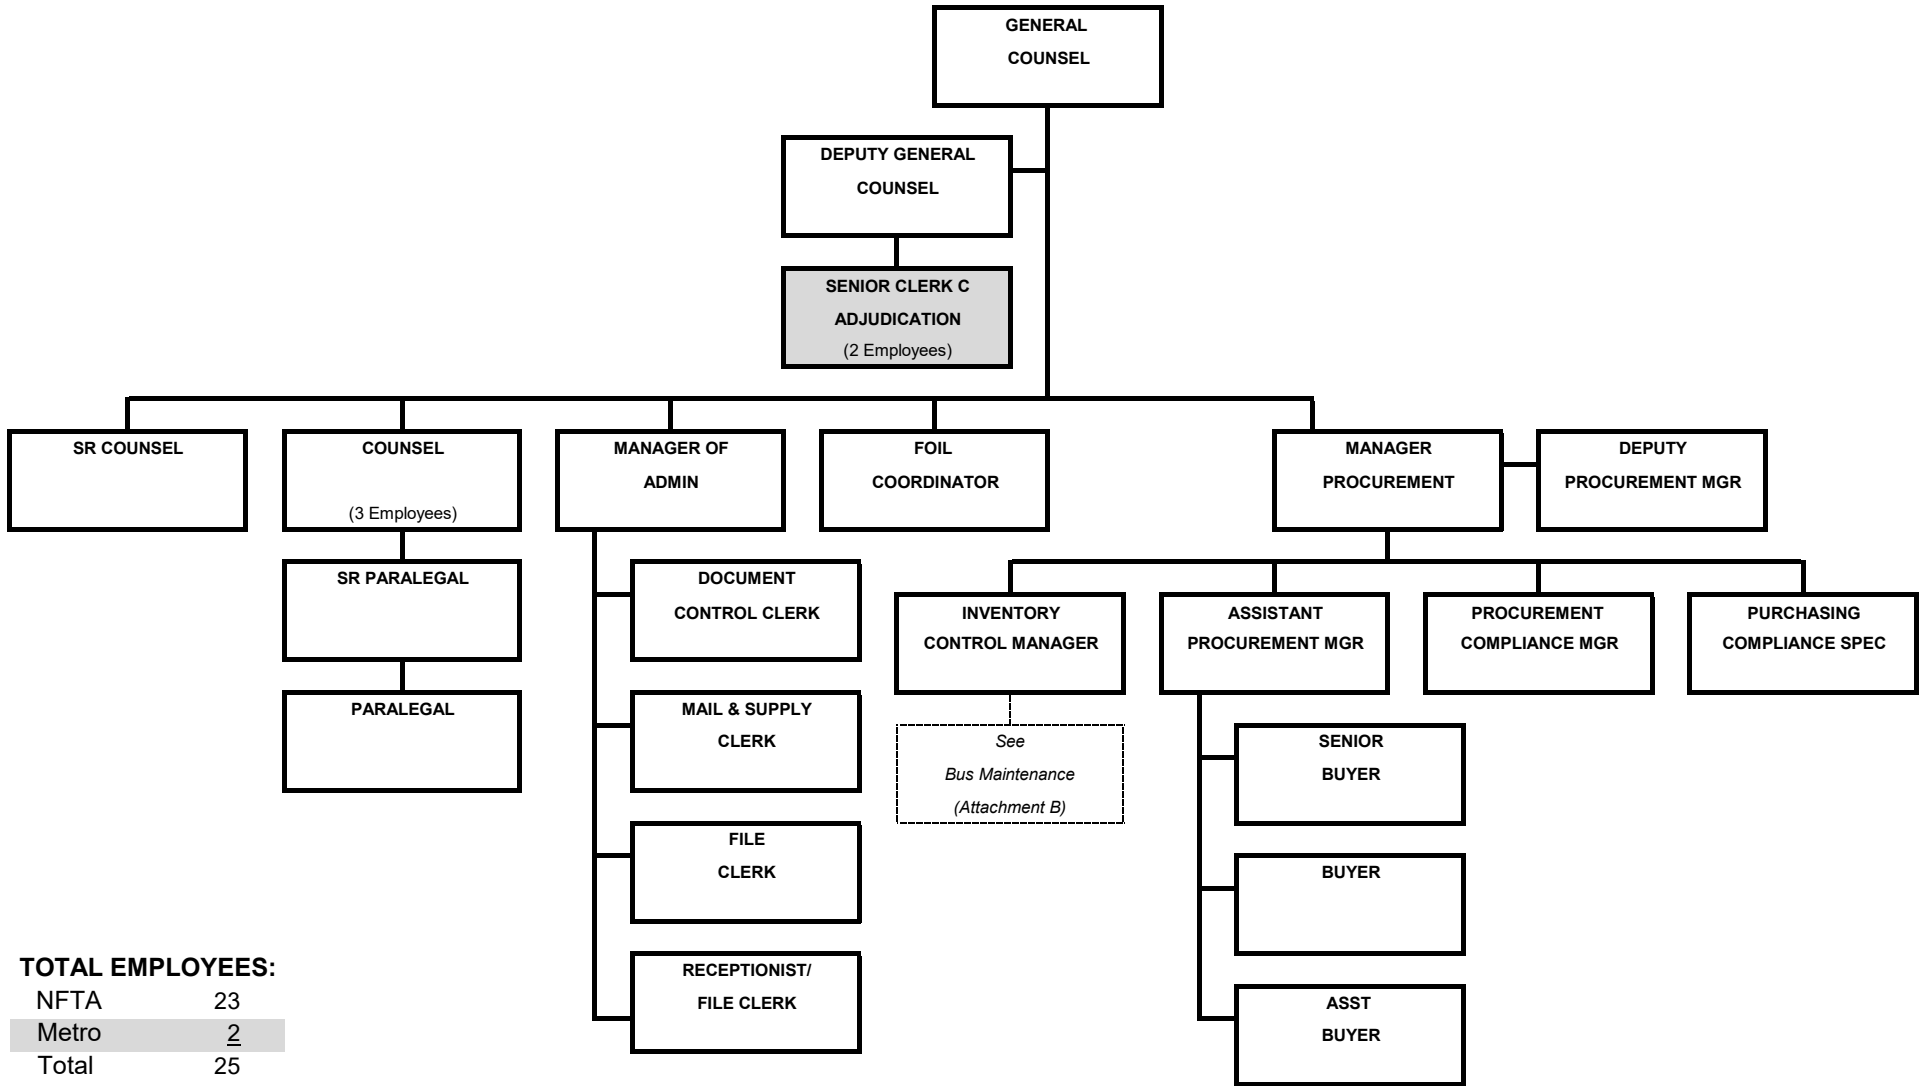 GENERAL
COUNSEL
DEPUTY GENERAL
COUNSEL
SENIOR CLERK C
ADJUDICATION
(2 Employees)
SR COUNSEL
COUNSEL
(3 Employees)
MANAGER OF
ADMIN
FOIL
COORDINATOR
MANAGER
PROCUREMENT
DEPUTY
PROCUREMENT MGR
SR PARALEGAL
PARALEGAL
DOCUMENT
CONTROL CLERK
MAIL & SUPPLY
CLERK
FILE
CLERK
RECEPTIONIST/
FILE CLERK
INVENTORY
CONTROL MANAGER
See
Bus Maintenance
(Attachment B)
ASSISTANT
PROCUREMENT MGR
PROCUREMENT
COMPLIANCE MGR
PURCHASING
COMPLIANCE SPEC
SENIOR
BUYER
BUYER
ASST
BUYER
TOTAL EMPLOYEES:
NFTA 23
Metro 2
Total 25